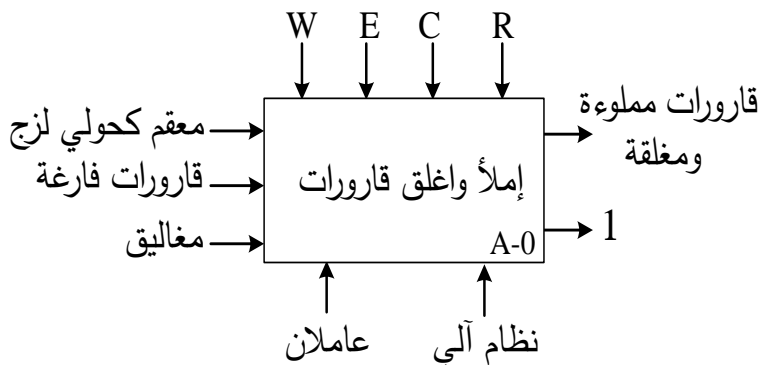 W E C R
معقم كحولي لزج
قارورات فارغة
مغاليق
إملأ واغلق قارورات
A-0
قارورات مملوءة
ومغلقة
1
عاملان
نظام آلي